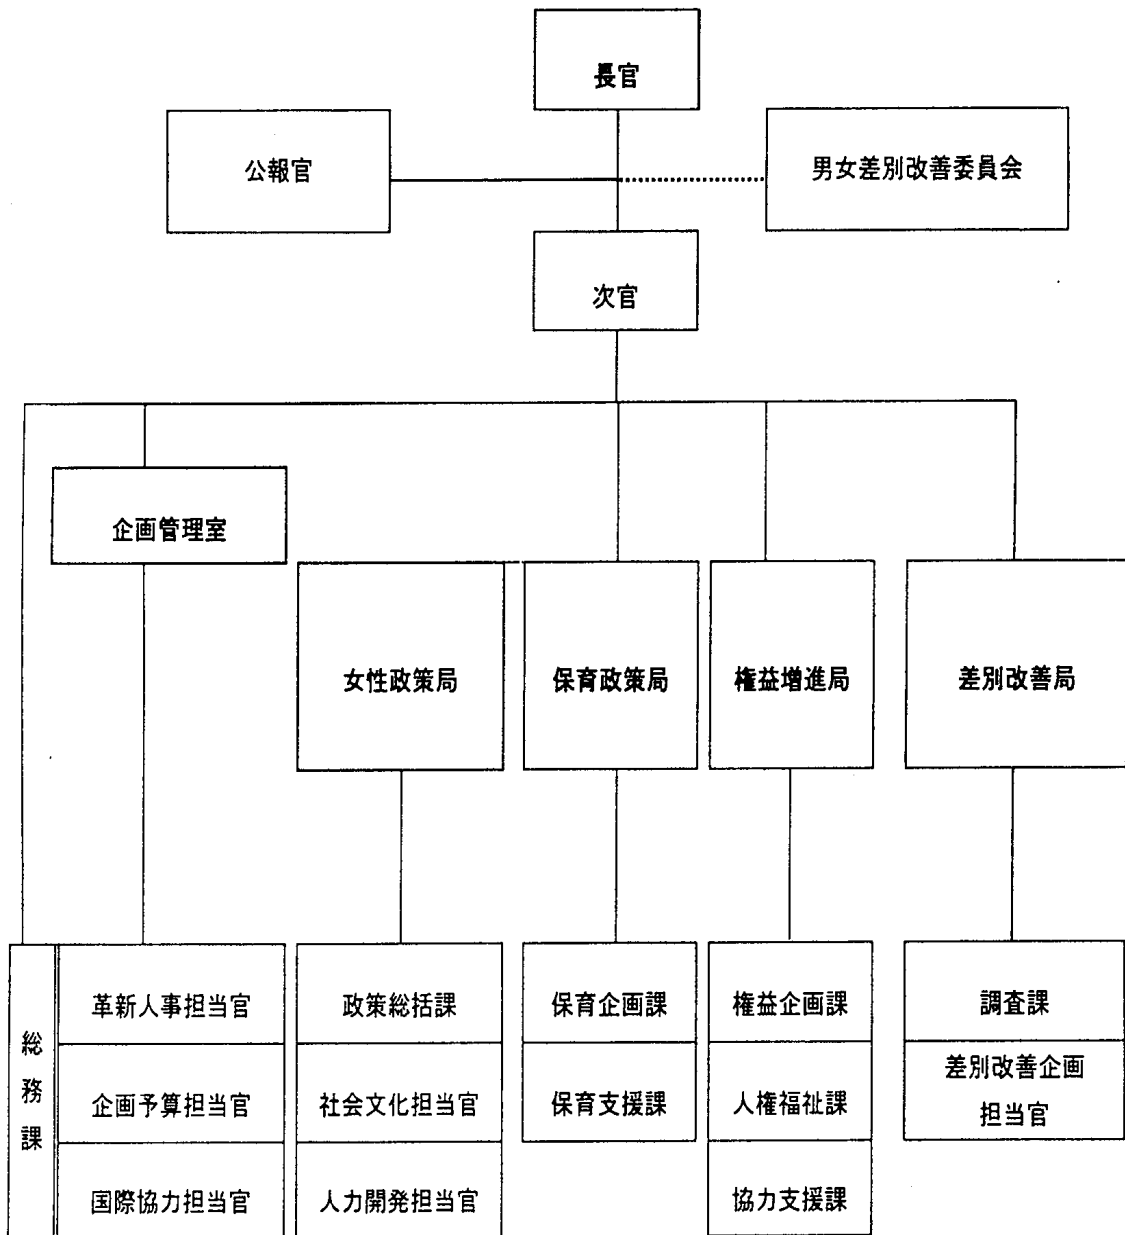 長官
公報官
男女差別改善委員会
次官
企画管理室
女性政策局
保育政策局
権益増進局
差別改善局
総務課
革新人事担当官
企画予算担当官
国際協力担当官
政策総括課
社会文化担当官
人力開発担当官
保育企画課
保育支援課
権益企画課
人権福祉課
協力支援課
調査課
差別改善企画
担当官